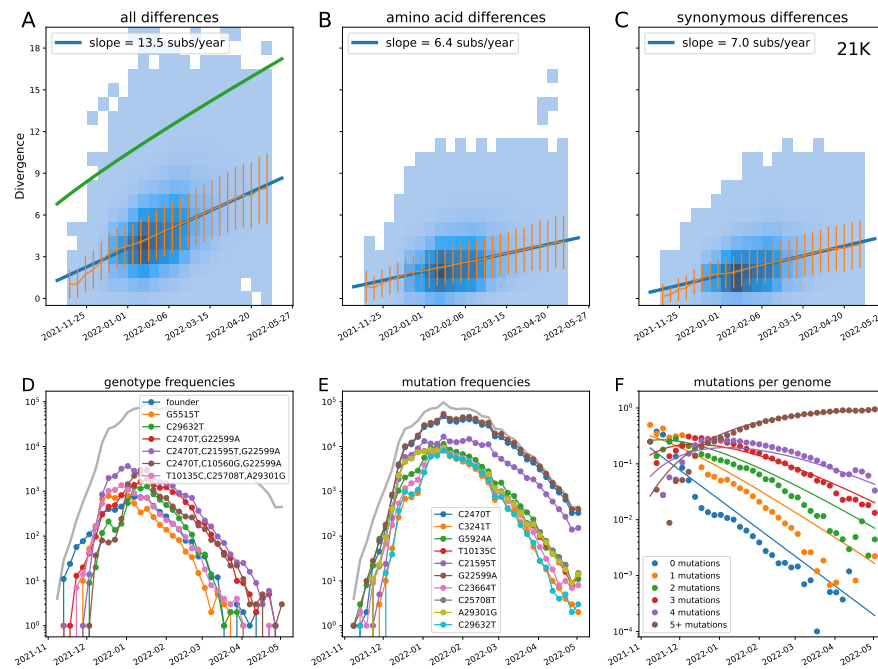 A
all differences
slope = 13.5 subs/year
18
15
12
9
6
3
0
Divergence
2021-11-25
2022-01-01
2022-02-06
2022-03-15
2022-04-20
2022-05-27
B
amino acid differences
slope = 6.4 subs/year
2021-11-25
2022-01-01
2022-02-06
2022-03-15
2022-04-20
2022-05-27
C
synonymous differences
slope = 7.0 subs/year
21K
2021-11-25
2022-01-01
2022-02-06
2022-03-15
2022-04-20
2022-05-27
D
genotype frequencies
founder
G5515T
C29632T
C2470T,G22599A
C2470T,C21595T,G22599A
C2470T,C10560G,G22599A
T10135C,C25708T,A29301G
10⁵
10⁴
10³
10²
10¹
10⁰
2021-11
2021-12
2022-01
2022-02
2022-03
2022-04
2022-05
E
mutation frequencies
10⁵
10⁴
10³
10²
10¹
10⁰
C2470T
C3241T
G5924A
T10135C
C21595T
G22599A
C23664T
C25708T
A29301G
C29632T
2021-11
2021-12
2022-01
2022-02
2022-03
2022-04
2022-05
F
mutations per genome
10⁰
10⁻¹
10⁻²
10⁻³
10⁻⁴
0 mutations
1 mutations
2 mutations
3 mutations
4 mutations
5+ mutations
2021-11
2021-12
2022-01
2022-02
2022-03
2022-04
2022-05